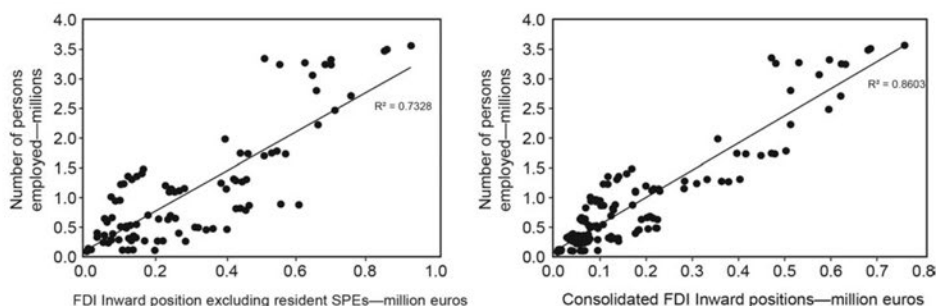 4.0
3.5
3.0
2.5
2.0
1.5
1.0
0.5
0.0
Number of persons
employed—millions
R² = 0.7328
0.0 0.2 0.4 0.6 0.8 1.0
FDI Inward position excluding resident SPEs—million euros
4.0
3.5
3.0
2.5
2.0
1.5
1.0
0.5
0.0
Number of persons
employed—millions
R² = 0.8603
0.0 0.1 0.2 0.3 0.4 0.5 0.6 0.7 0.8
Consolidated FDI Inward positions—million euros